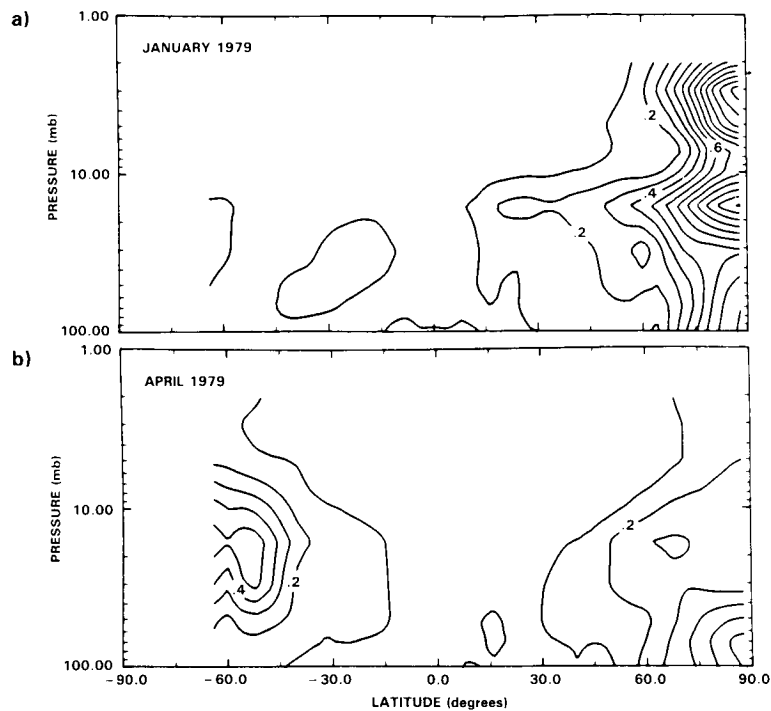 a)
1.00
JANUARY 1979
PRESSURE (mb)
10.00
100.00
.2
.6
.4
.2
b)
1.00
APRIL 1979
PRESSURE (mb)
10.00
100.00
.2
.4
.2
-90.0 -60.0 -30.0 0.0 30.0 60.0 90.0
LATITUDE (degrees)